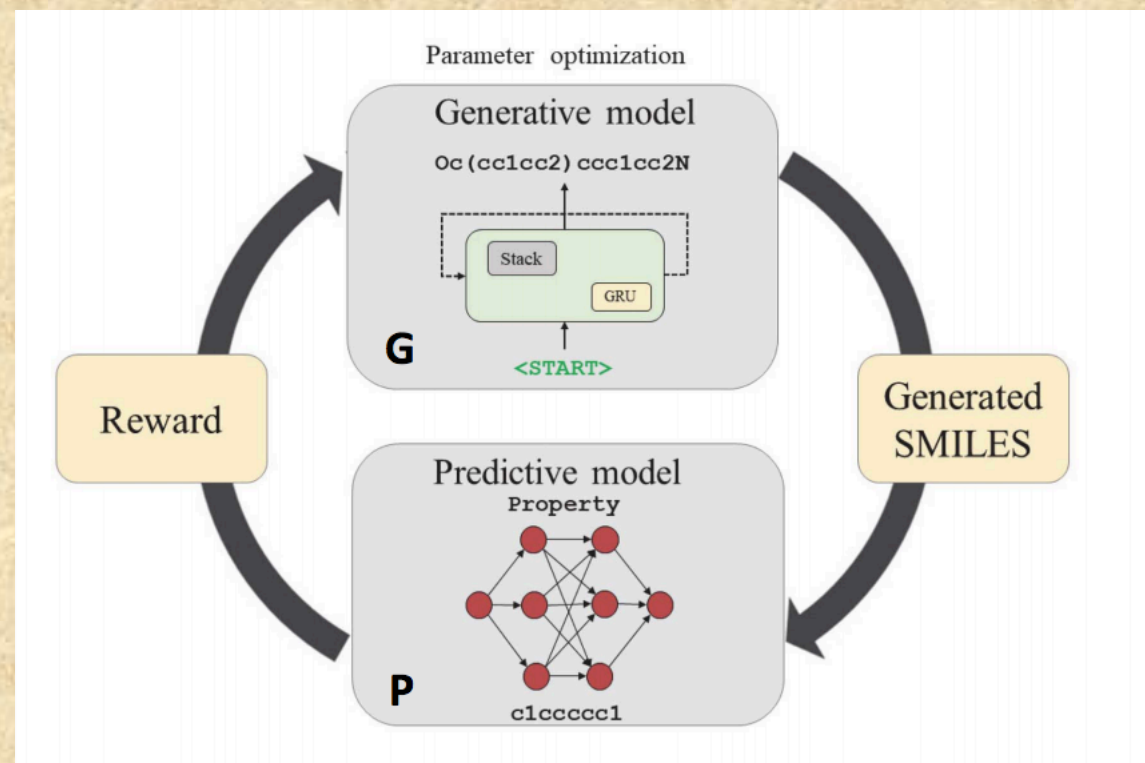 Parameter optimization
Generative model
Oc(cc1cc2)ccc1cc2N
Stack
GRU
G
<START>
Reward
Generated
SMILES
Predictive model
Property
P
c1ccccc1